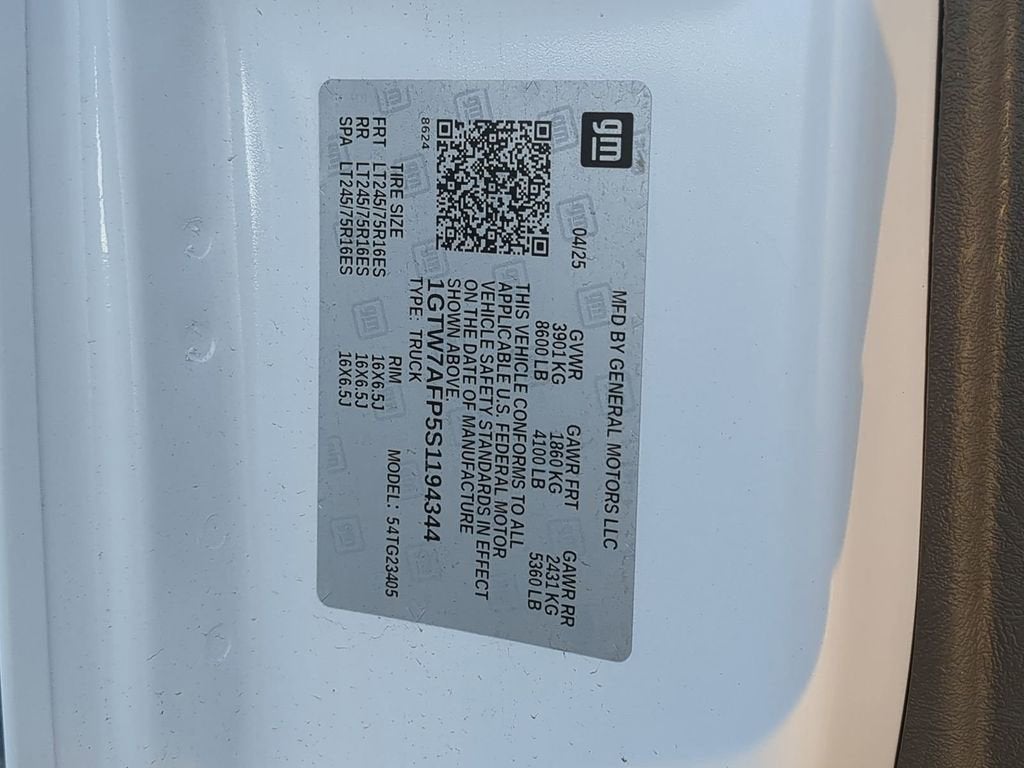 gm
MFD BY GENERAL MOTORS LLC
04/25
GVWR GAWR FRT GAWR RR
3901 KG 1860 KG 2431 KG
8600 LB 4100 LB 5360 LB
THIS VEHICLE CONFORMS TO ALL
APPLICABLE U.S. FEDERAL MOTOR
VEHICLE SAFETY STANDARDS IN EFFECT
ON THE DATE OF MANUFACTURE
SHOWN ABOVE.
8624
1GTW7AFP5S1194344
TYPE: TRUCK
TIRE SIZE RIM MODEL: 54TG23405
FRT LT245/75R16ES 16X6.5J
RR LT245/75R16ES 16X6.5J
SPA LT245/75R16ES 16X6.5J